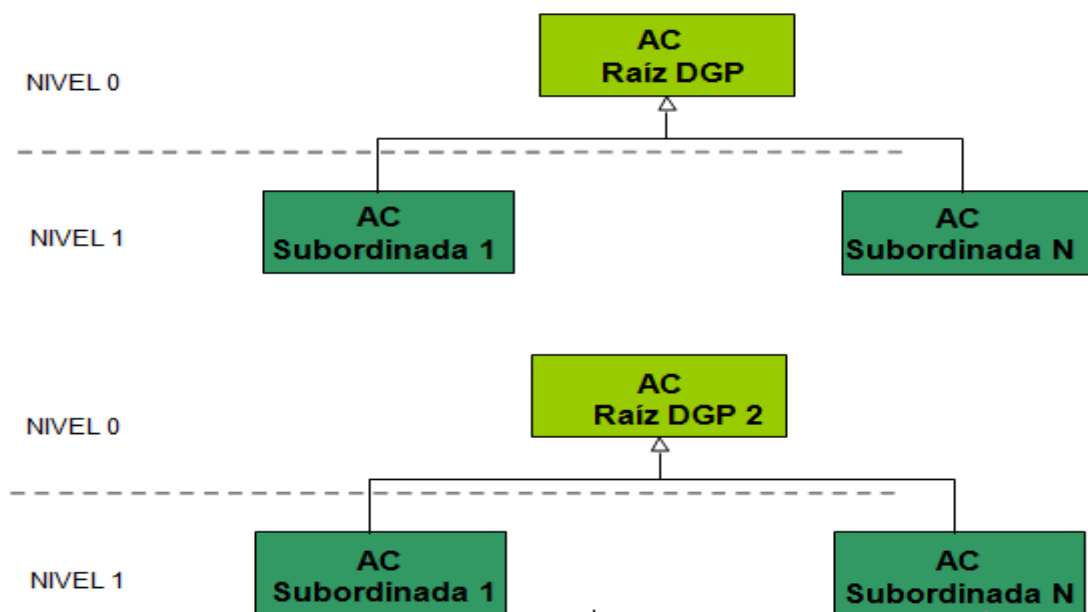 AC
Raíz DGP
NIVEL 0
AC
Subordinada 1
AC
Subordinada N
NIVEL 1
AC
Raíz DGP 2
NIVEL 0
AC
Subordinada 1
AC
Subordinada N
NIVEL 1